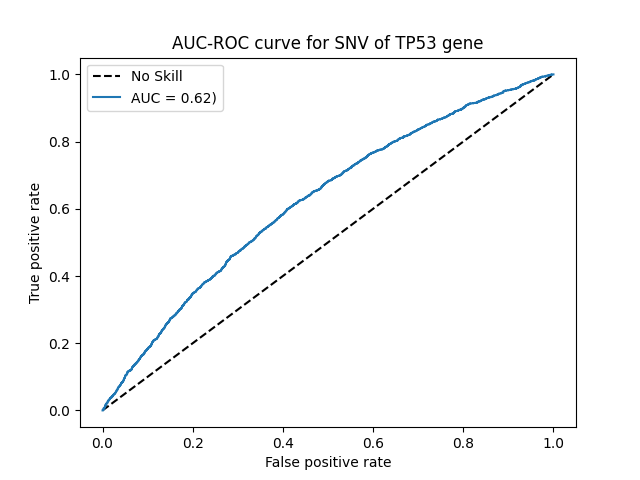 AUC-ROC curve for SNV of TP53 gene
No Skill
AUC = 0.62)
1.0
0.8
0.6
0.4
0.2
0.0
True positive rate
0.0 0.2 0.4 0.6 0.8 1.0
False positive rate